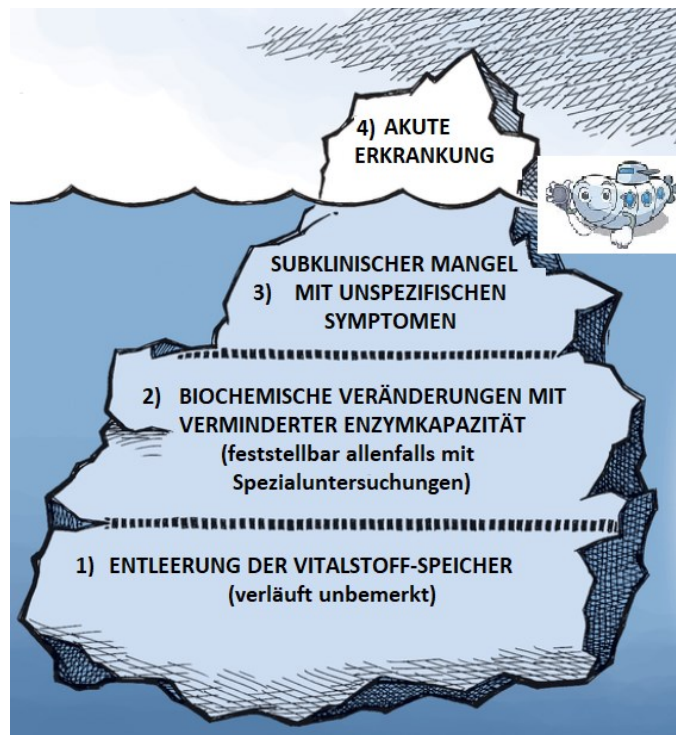 4) AKUTE
ERKRANKUNG
SUBKLINISCHER MANGEL
3) MIT UNSPEZIFISCHEN
SYMPTOMEN
2) BIOCHEMISCHE VERÄNDERUNGEN MIT
VERMINDERTER ENZYMKAPAZITÄT
(feststellbar allenfalls mit
Spezialuntersuchungen)
1) ENTLEERUNG DER VITALSTOFF-SPEICHER
(verläuft unbemerkt)